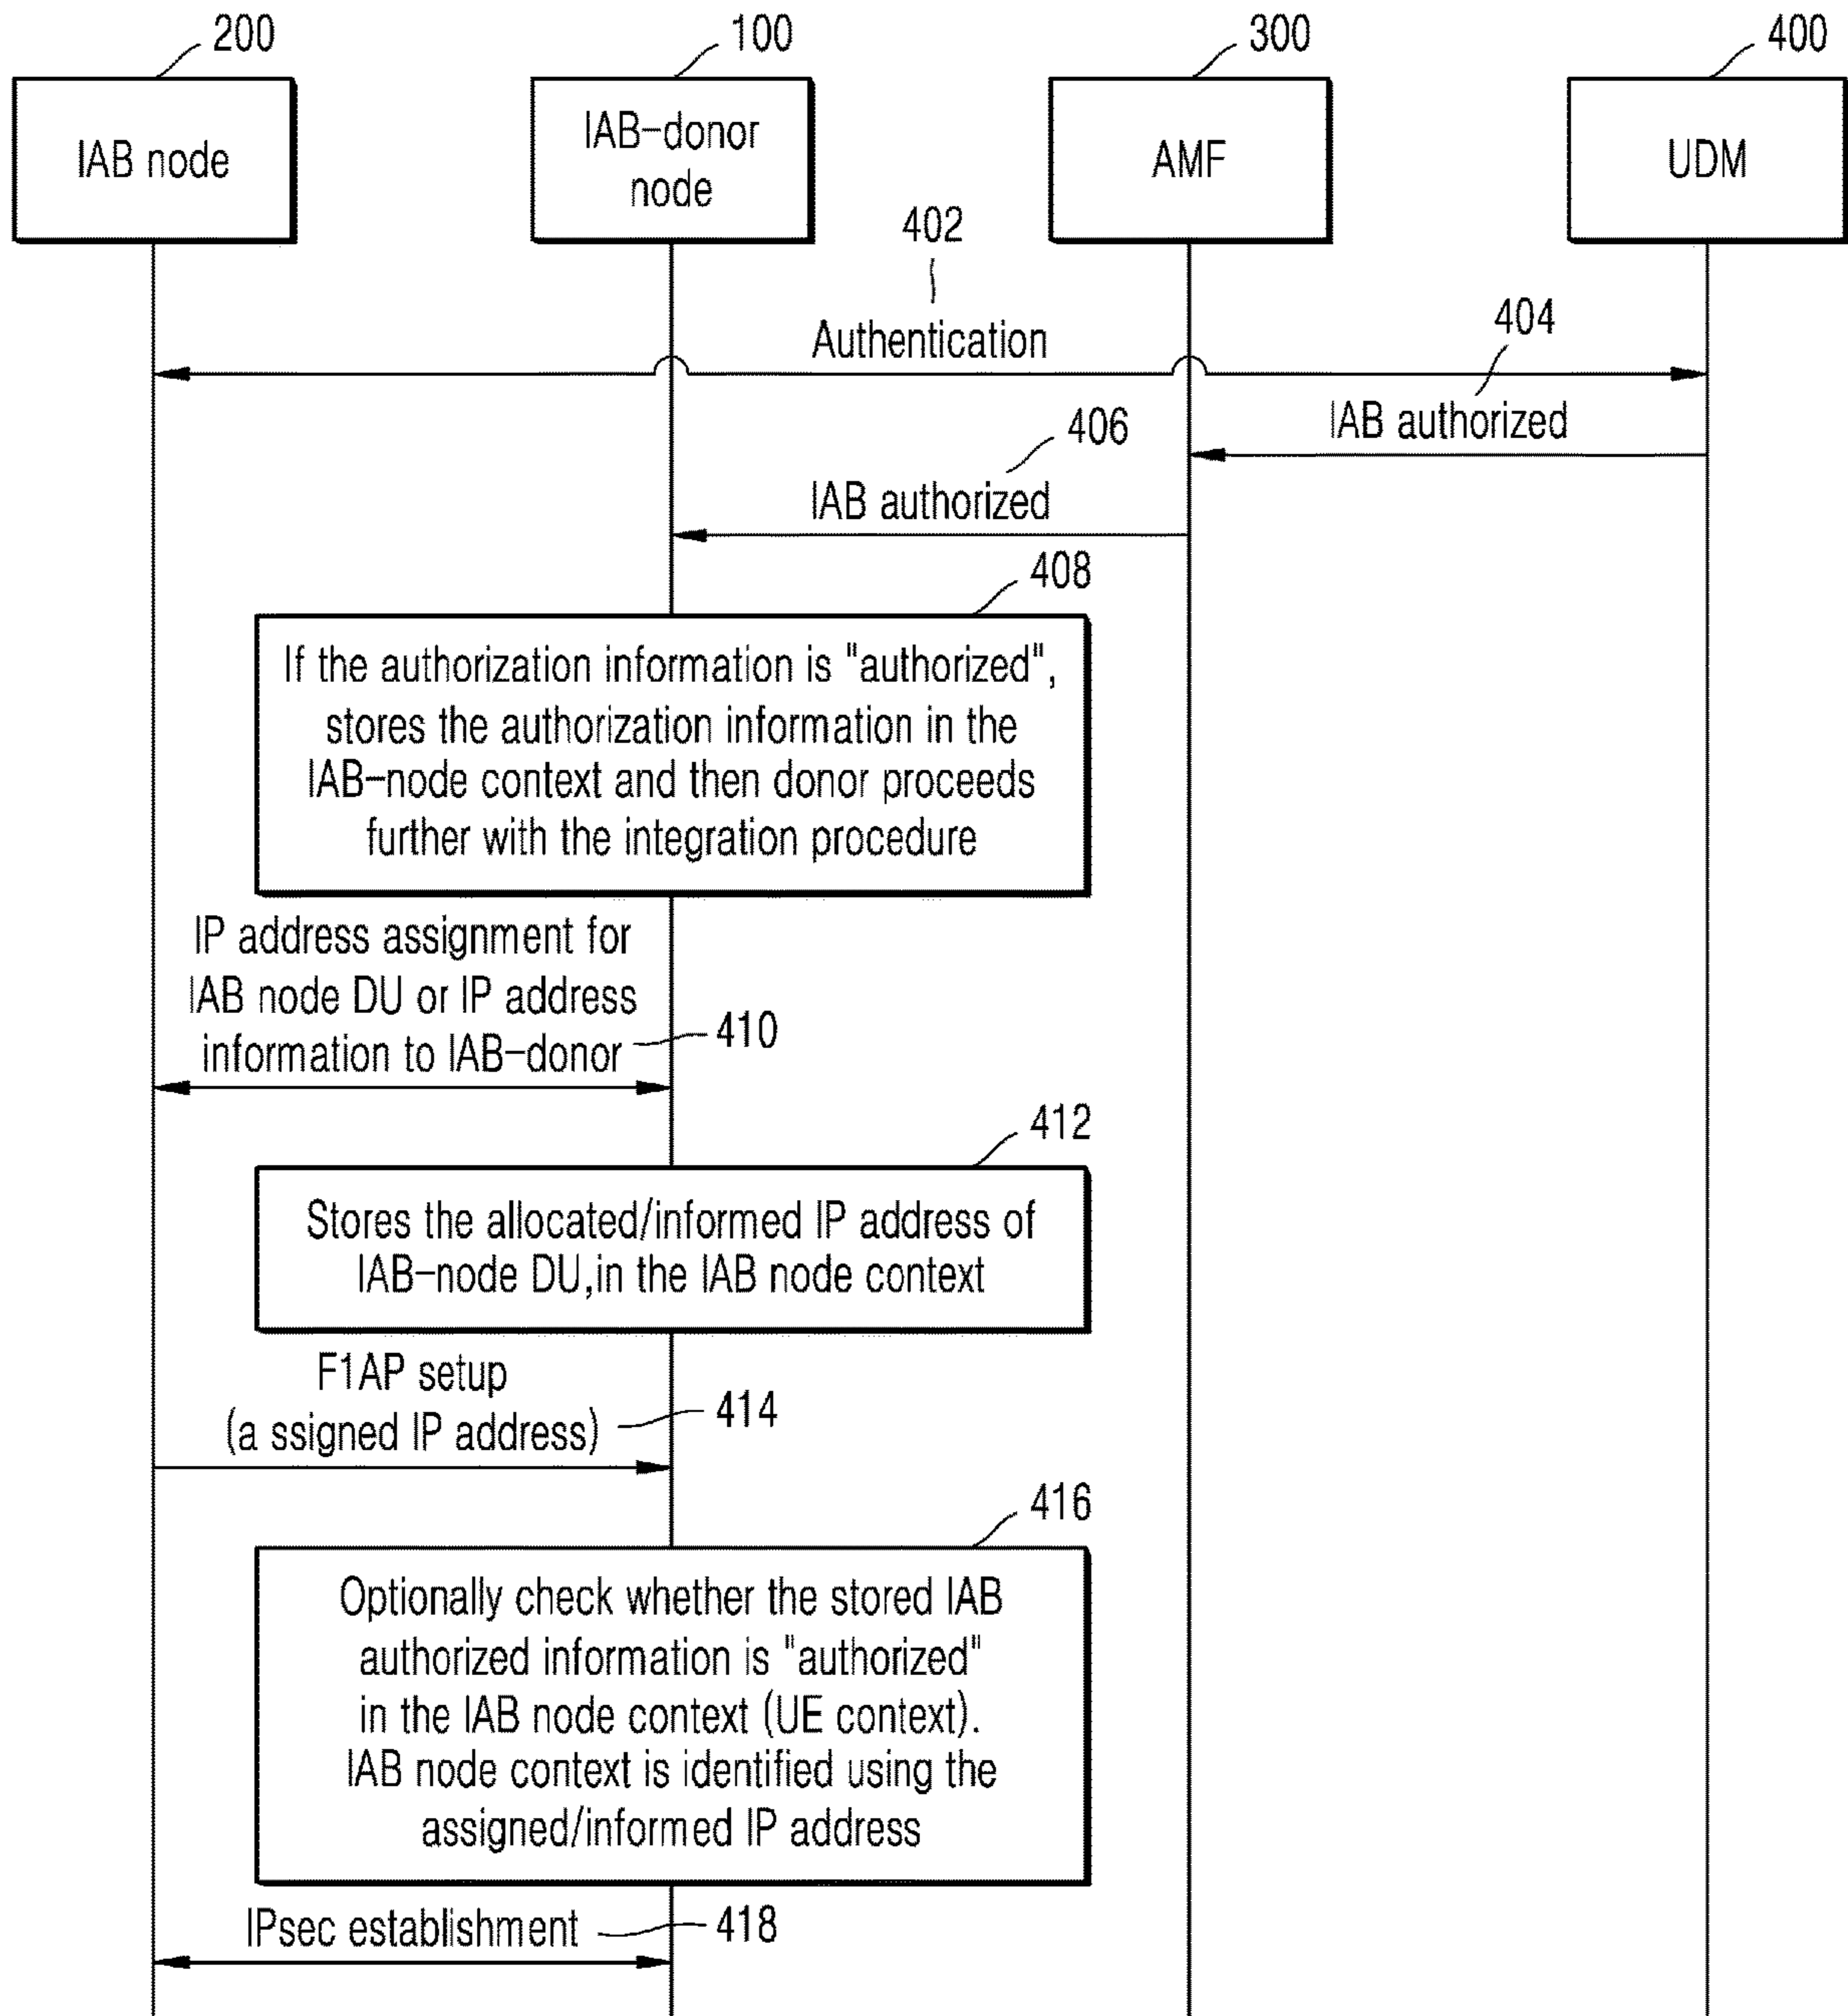 200
100
300
400
IAB node
IAB-donor
node
AMF
UDM
402
Authentication
404
IAB authorized
406
IAB authorized
408
If the authorization information is "authorized",
stores the authorization information in the
IAB-node context and then donor proceeds
further with the integration procedure
IP address assignment for
IAB node DU or IP address
information to IAB-donor
410
412
Stores the allocated/informed IP address of
IAB-node DU,in the IAB node context
F1AP setup
(a ssigned IP address)
414
416
Optionally check whether the stored IAB
authorized information is "authorized"
in the IAB node context (UE context).
IAB node context is identified using the
assigned/informed IP address
IPsec establishment
418